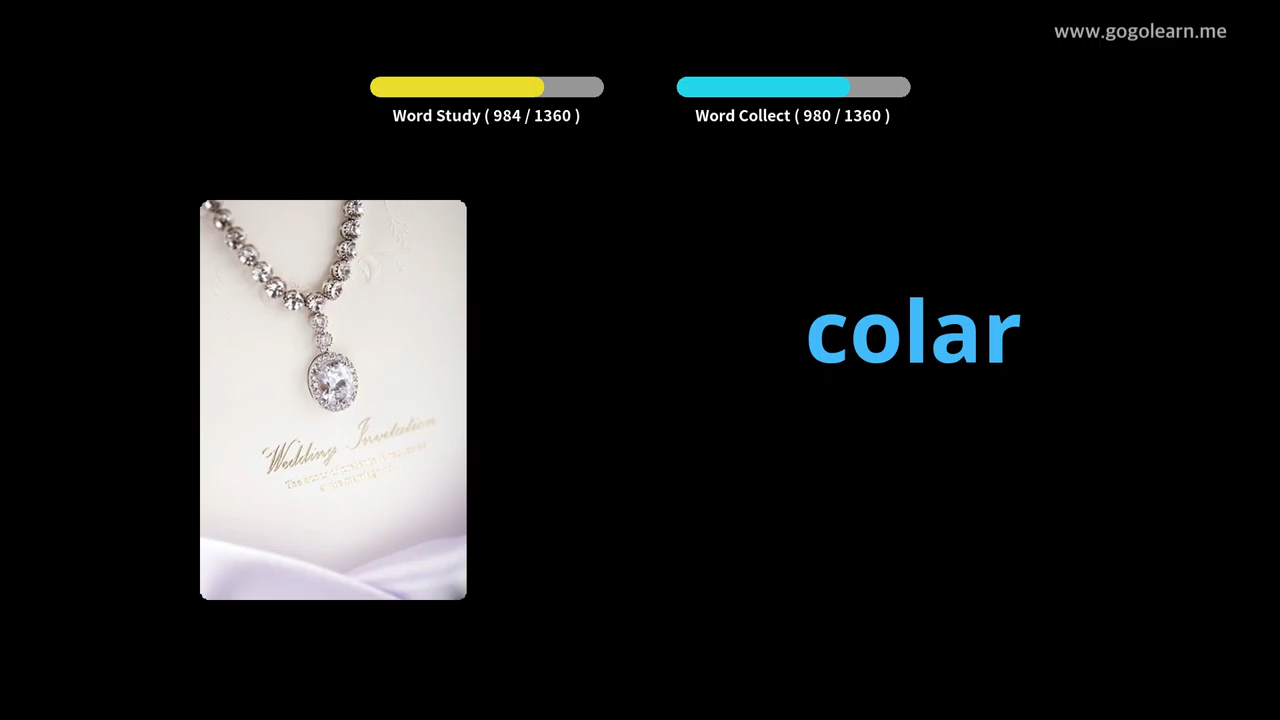 www.gogolearn.me
Word Study ( 984 / 1360 )
Word Collect ( 980 / 1360 )
colar
Wedding Invitation